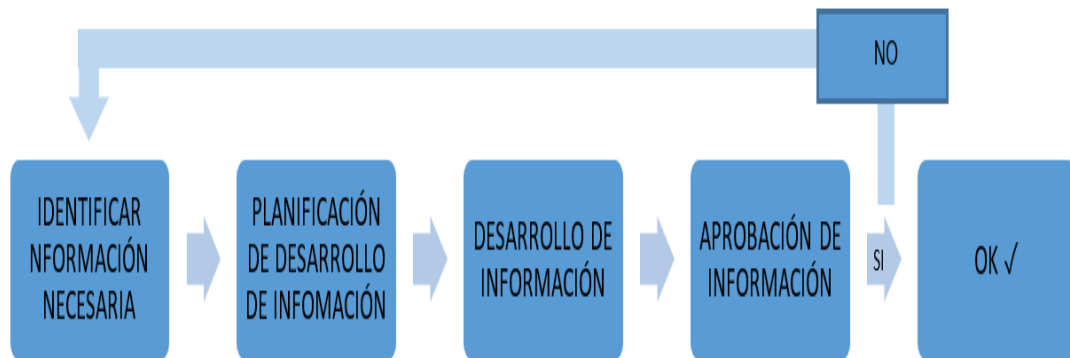 NO
IDENTIFICAR
NFORMACIÓN
NECESARIA
PLANIFICACIÓN
DE DESARROLLO
DE INFOMACIÓN
DESARROLLO DE
INFORMACIÓN
APROBACIÓN DE
INFORMACIÓN
SI
OK √